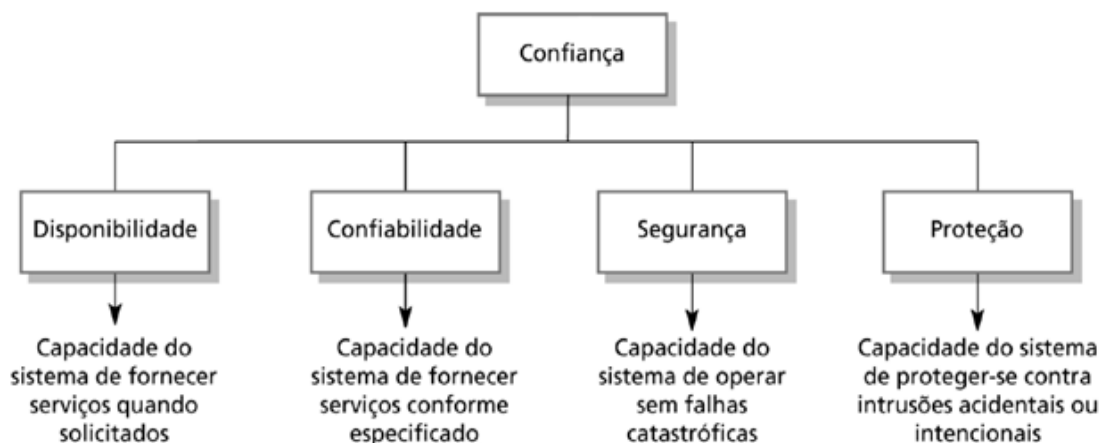 Confiança
Disponibilidade
Confiabilidade
Segurança
Proteção
Capacidade do
sistema de fornecer
serviços quando
solicitados
Capacidade do
sistema de fornecer
serviços conforme
especificado
Capacidade do
sistema de operar
sem falhas
catastróficas
Capacidade do sistema
de proteger-se contra
intrusões acidentais ou
intencionais